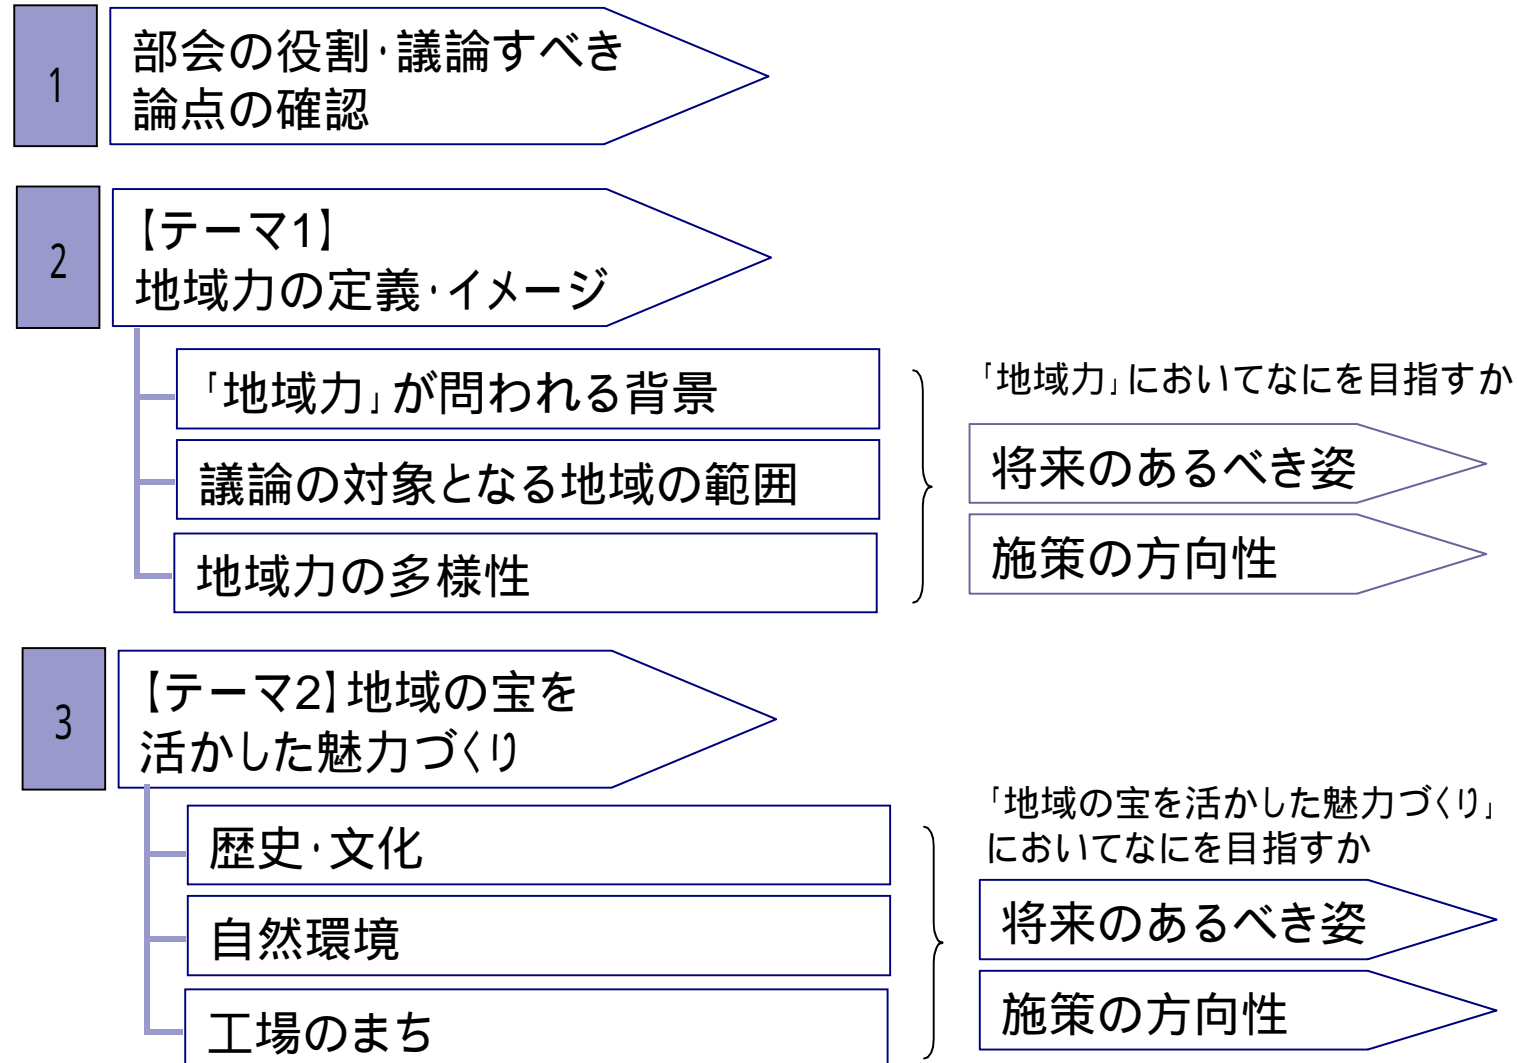 1
部会の役割・議論すべき
論点の確認
2
【テーマ1】
地域力の定義・イメージ
「地域力」が問われる背景
議論の対象となる地域の範囲
地域力の多様性
「地域力」においてなにを目指すか
将来のあるべき姿
施策の方向性
3
【テーマ2】地域の宝を
活かした魅力づくり
歴史・文化
自然環境
工場のまち
「地域の宝を活かした魅力づくり」
においてなにを目指すか
将来のあるべき姿
施策の方向性